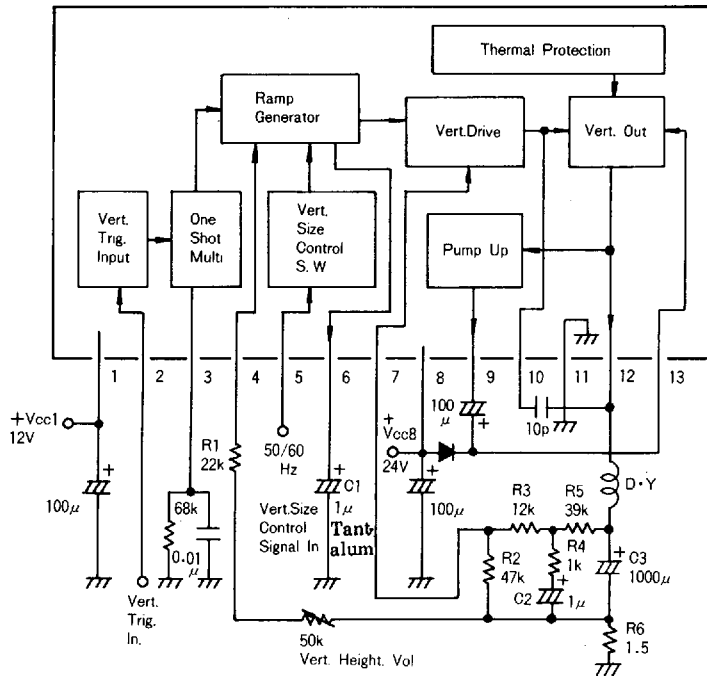 Thermal Protection
Ramp
Generator
Vert.Drive
Vert. Out
Vert.
Trig.
Input
One
Shot
Multi
Vert.
Size
Control
S.W
Pump Up
1
2
3
4
5
6
7
8
9
10
11
12
13
+Vcc1
12V
+
100μ
68k
0.01
μ
Vert.
Trig.
In.
R1
22k
50/60
Hz
Vert.Size
Control
Signal In
+
C1
1μ
Tant-
alum
50k
Vert. Height. Vol
+
Vcc8
24V
+
100μ
100
μ
+
10p
D·Y
R3
12k
R5
39k
R2
47k
R4
1k
C2
+
1μ
+
C3
1000μ
R6
1.5